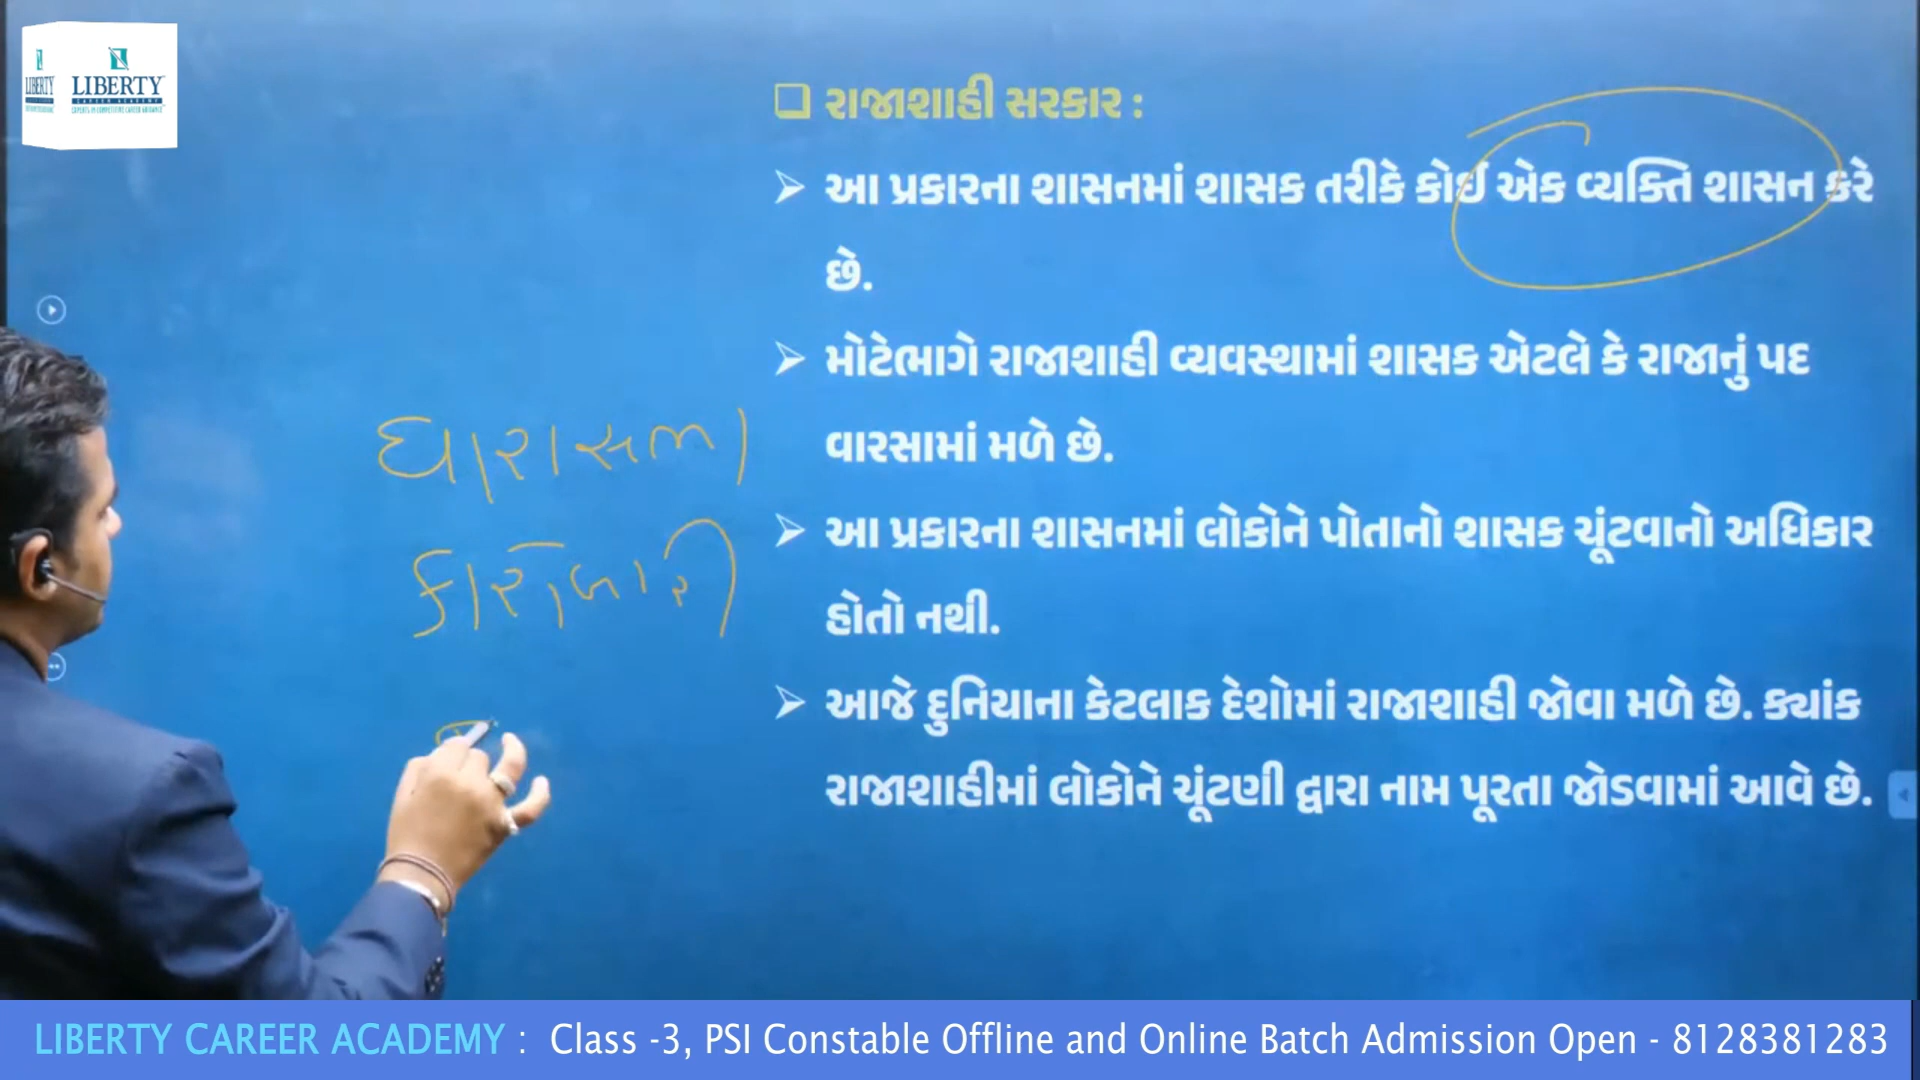 LIBERTY
LIBERTY
CAREER ACADEMY
❑ રાજાશાહી સરકાર :
➢ આ પ્રકારના શાસનમાં શાસક તરીકે કોઈ એક વ્યક્તિ શાસન કરે
છે.
➢ મોટેભાગે રાજાશાહી વ્યવસ્થામાં શાસક એટલે કે રાજાનું પદ
વારસામાં મળે છે.
➢ આ પ્રકારના શાસનમાં લોકોને પોતાનો શાસક ચૂંટવાનો અધિકાર
હોતો નથી.
➢ આજે દુનિયાના કેટલાક દેશોમાં રાજાશાહી જોવા મળે છે. ક્યાંક
રાજાશાહીમાં લોકોને ચૂંટણી દ્વારા નામ પૂરતા જોડવામાં આવે છે.
ધારાસભા
કારોબારી
LIBERTY CAREER ACADEMY : Class -3, PSI Constable Offline and Online Batch Admission Open - 8128381283